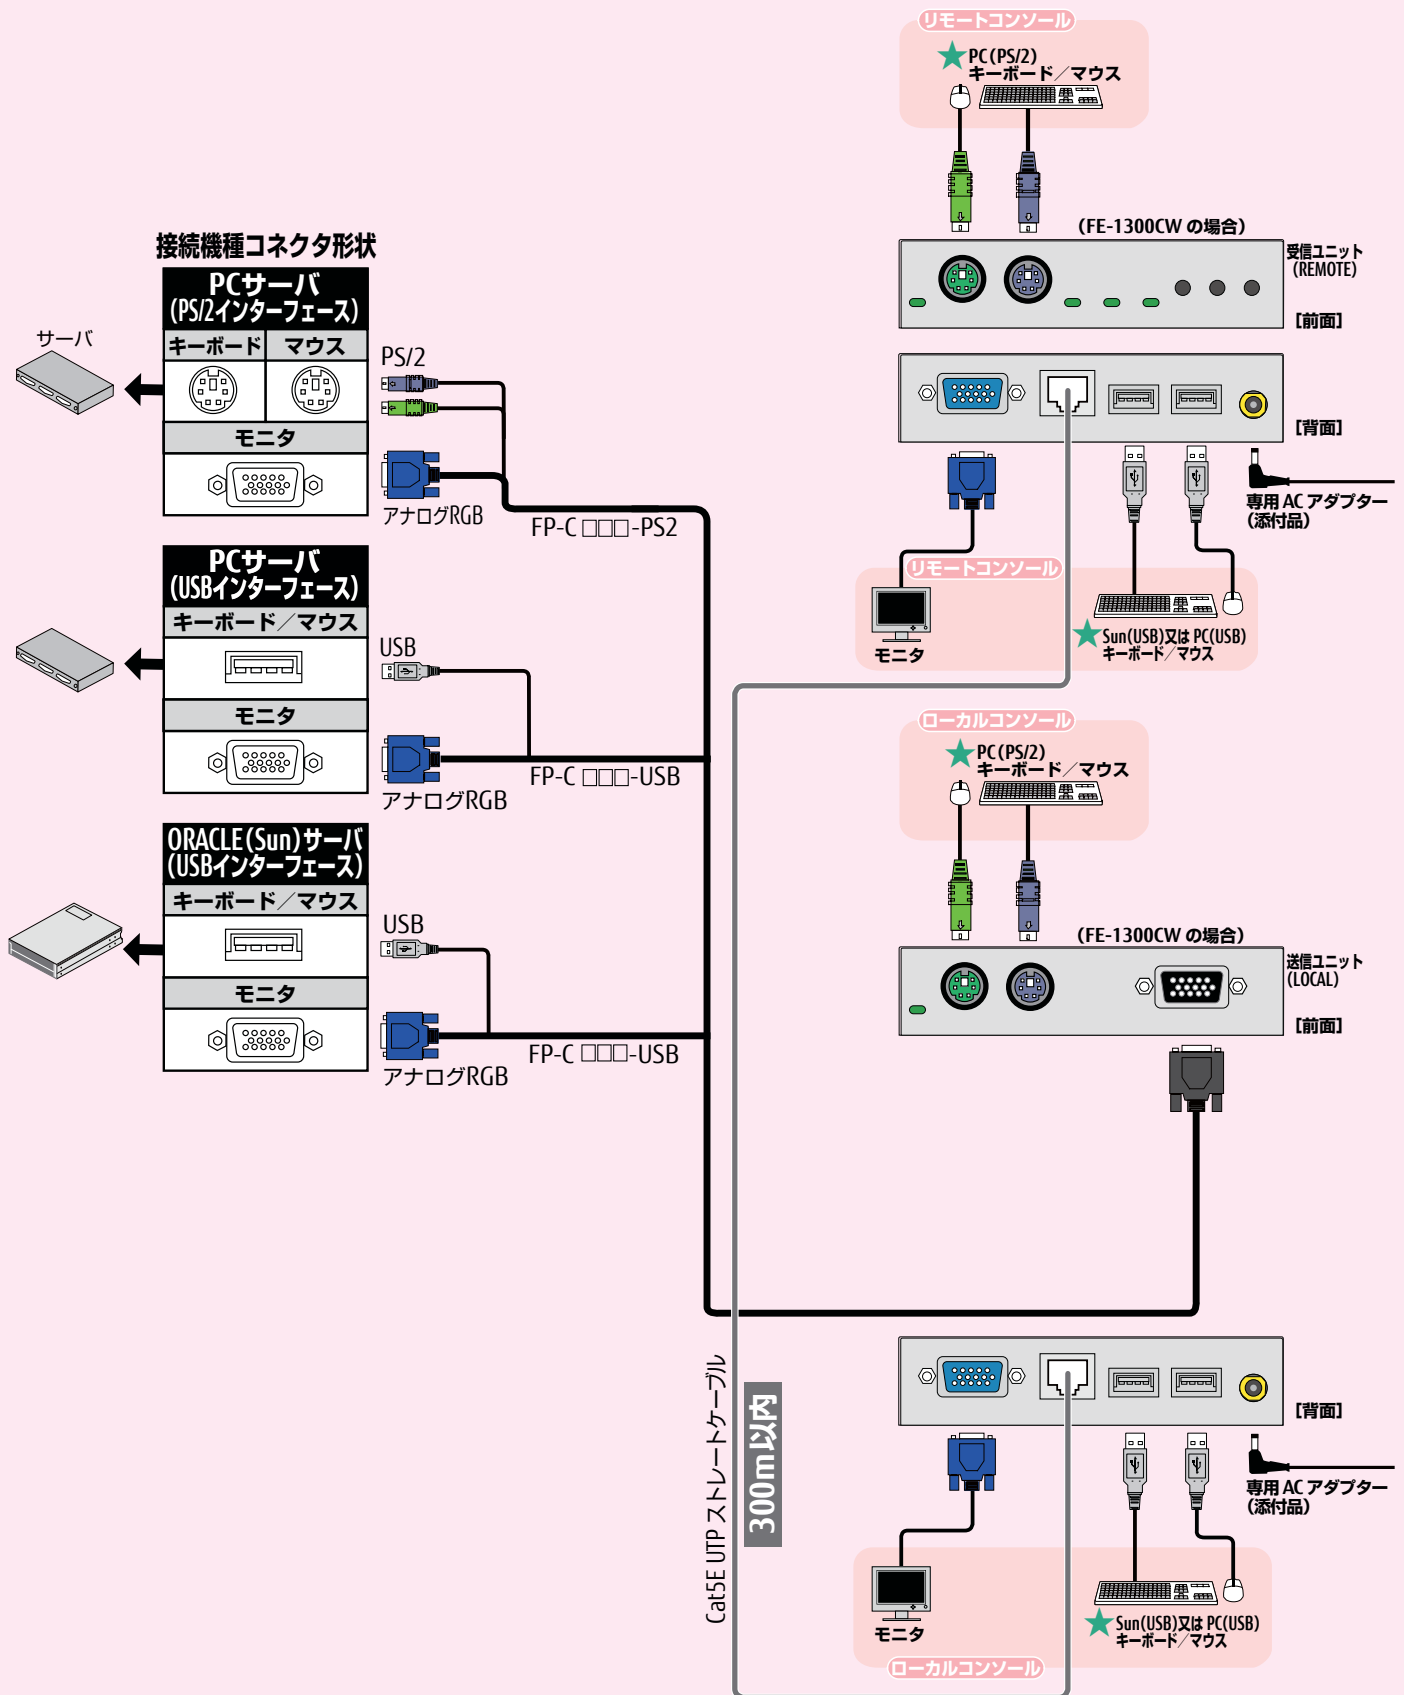 リモートコンソール
★PC(PS/2)
キーボード／マウス
(FE-1300CW の場合)
受信ユニット
(REMOTE)
[前面]
[背面]
専用 AC アダプター
(添付品)
リモートコンソール
モニタ
★Sun(USB)又は PC(USB)
キーボード／マウス
接続機種コネクタ形状
サーバ
PCサーバ
(PS/2インターフェース)
キーボード マウス
モニタ
PS/2
アナログRGB
FP-C □□□-PS2
PCサーバ
(USBインターフェース)
キーボード／マウス
モニタ
USB
アナログRGB
FP-C □□□-USB
ORACLE(Sun)サーバ
(USBインターフェース)
キーボード／マウス
モニタ
USB
アナログRGB
FP-C □□□-USB
ローカルコンソール
★PC(PS/2)
キーボード／マウス
(FE-1300CW の場合)
送信ユニット
(LOCAL)
[前面]
Cat5E UTP ストレートケーブル
300m以内
[背面]
専用 AC アダプター
(添付品)
モニタ
★Sun(USB)又は PC(USB)
キーボード／マウス
ローカルコンソール